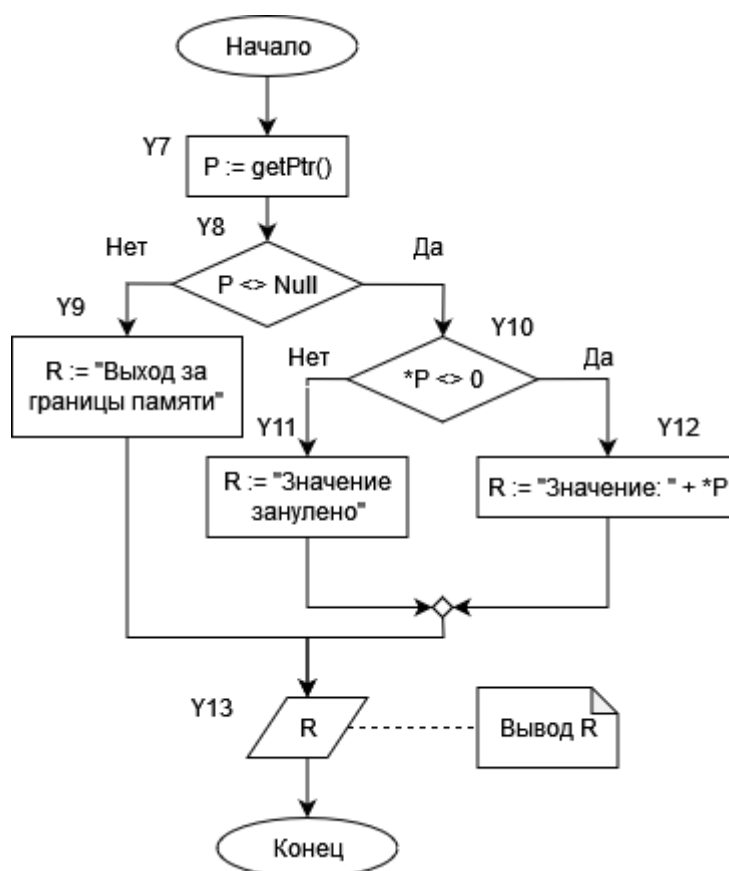 Начало
Y7
P := getPtr()
Y8
Нет
Да
P <> Null
Y9
Y10
R := "Выход за
границы памяти"
Нет
Да
*P <> 0
Y11
Y12
R := "Значение
занулено"
R := "Значение: " + *P
Y13
R
Вывод R
Конец